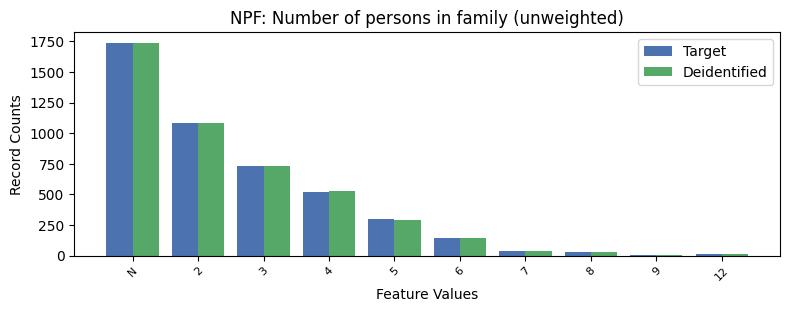 NPF: Number of persons in family (unweighted)
Target
Deidentified
Record Counts
1750
1500
1250
1000
750
500
250
0
N 2 3 4 5 6 7 8 9 12
Feature Values